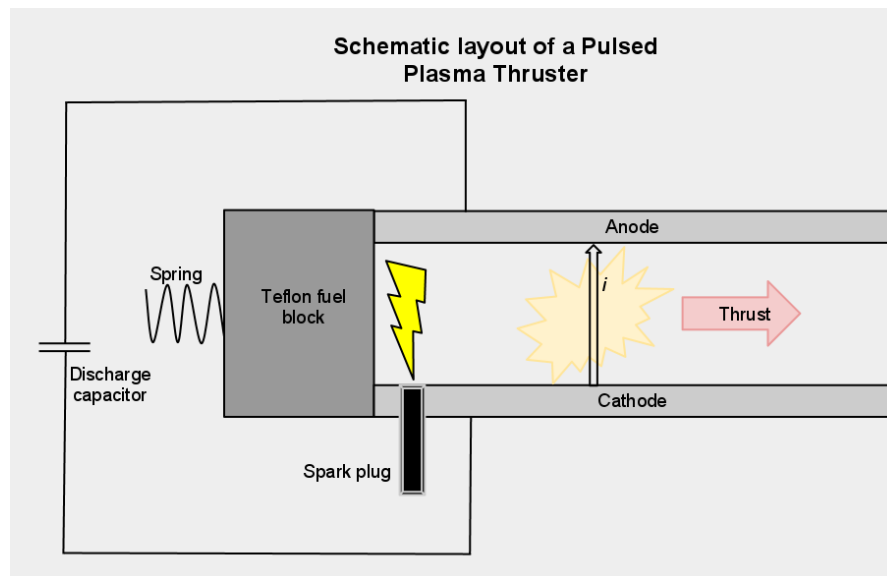 Schematic layout of a Pulsed
Plasma Thruster
Anode
Spring
i
Teflon fuel
block
Thrust
Discharge
capacitor
Cathode
Spark plug